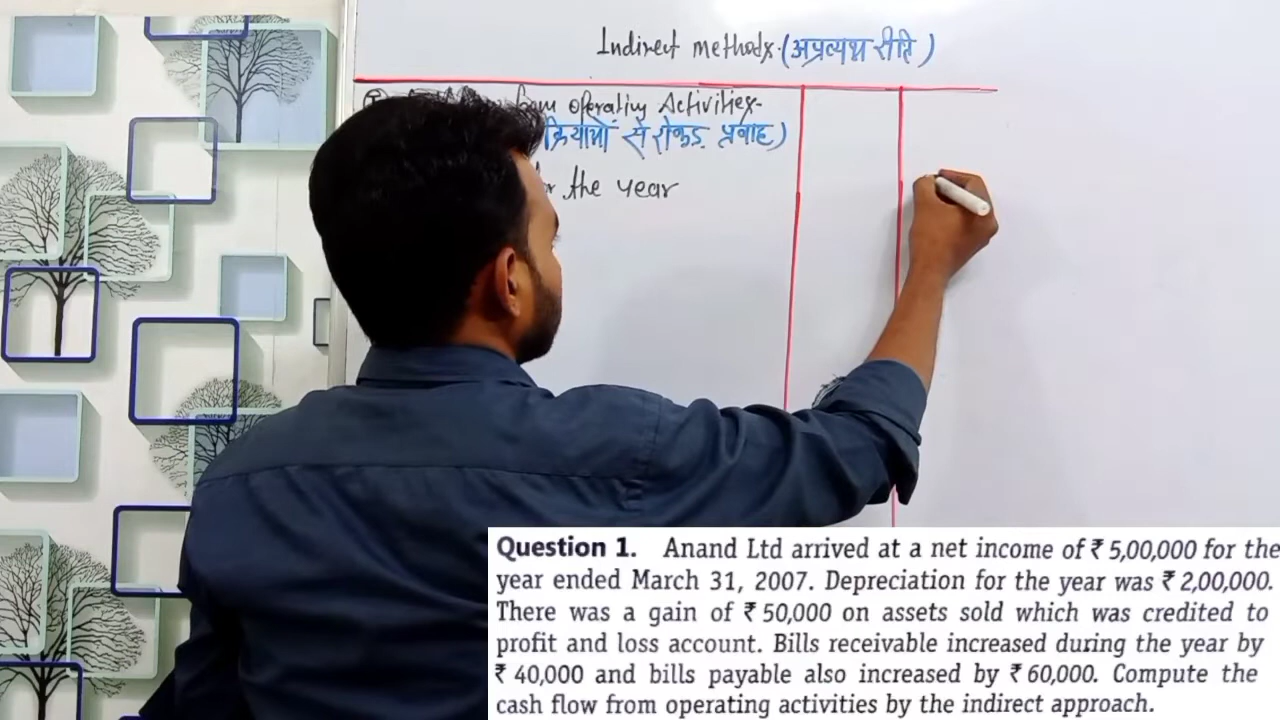 Indirect methods (अप्रत्यक्ष रीति)
operating Activities-
क्रियाओं से रोकड़ प्रवाह)
the year
Question 1. Anand Ltd arrived at a net income of ₹ 5,00,000 for the
year ended March 31, 2007. Depreciation for the year was ₹ 2,00,000.
There was a gain of ₹ 50,000 on assets sold which was credited to
profit and loss account. Bills receivable increased during the year by
₹ 40,000 and bills payable also increased by ₹ 60,000. Compute the
cash flow from operating activities by the indirect approach.